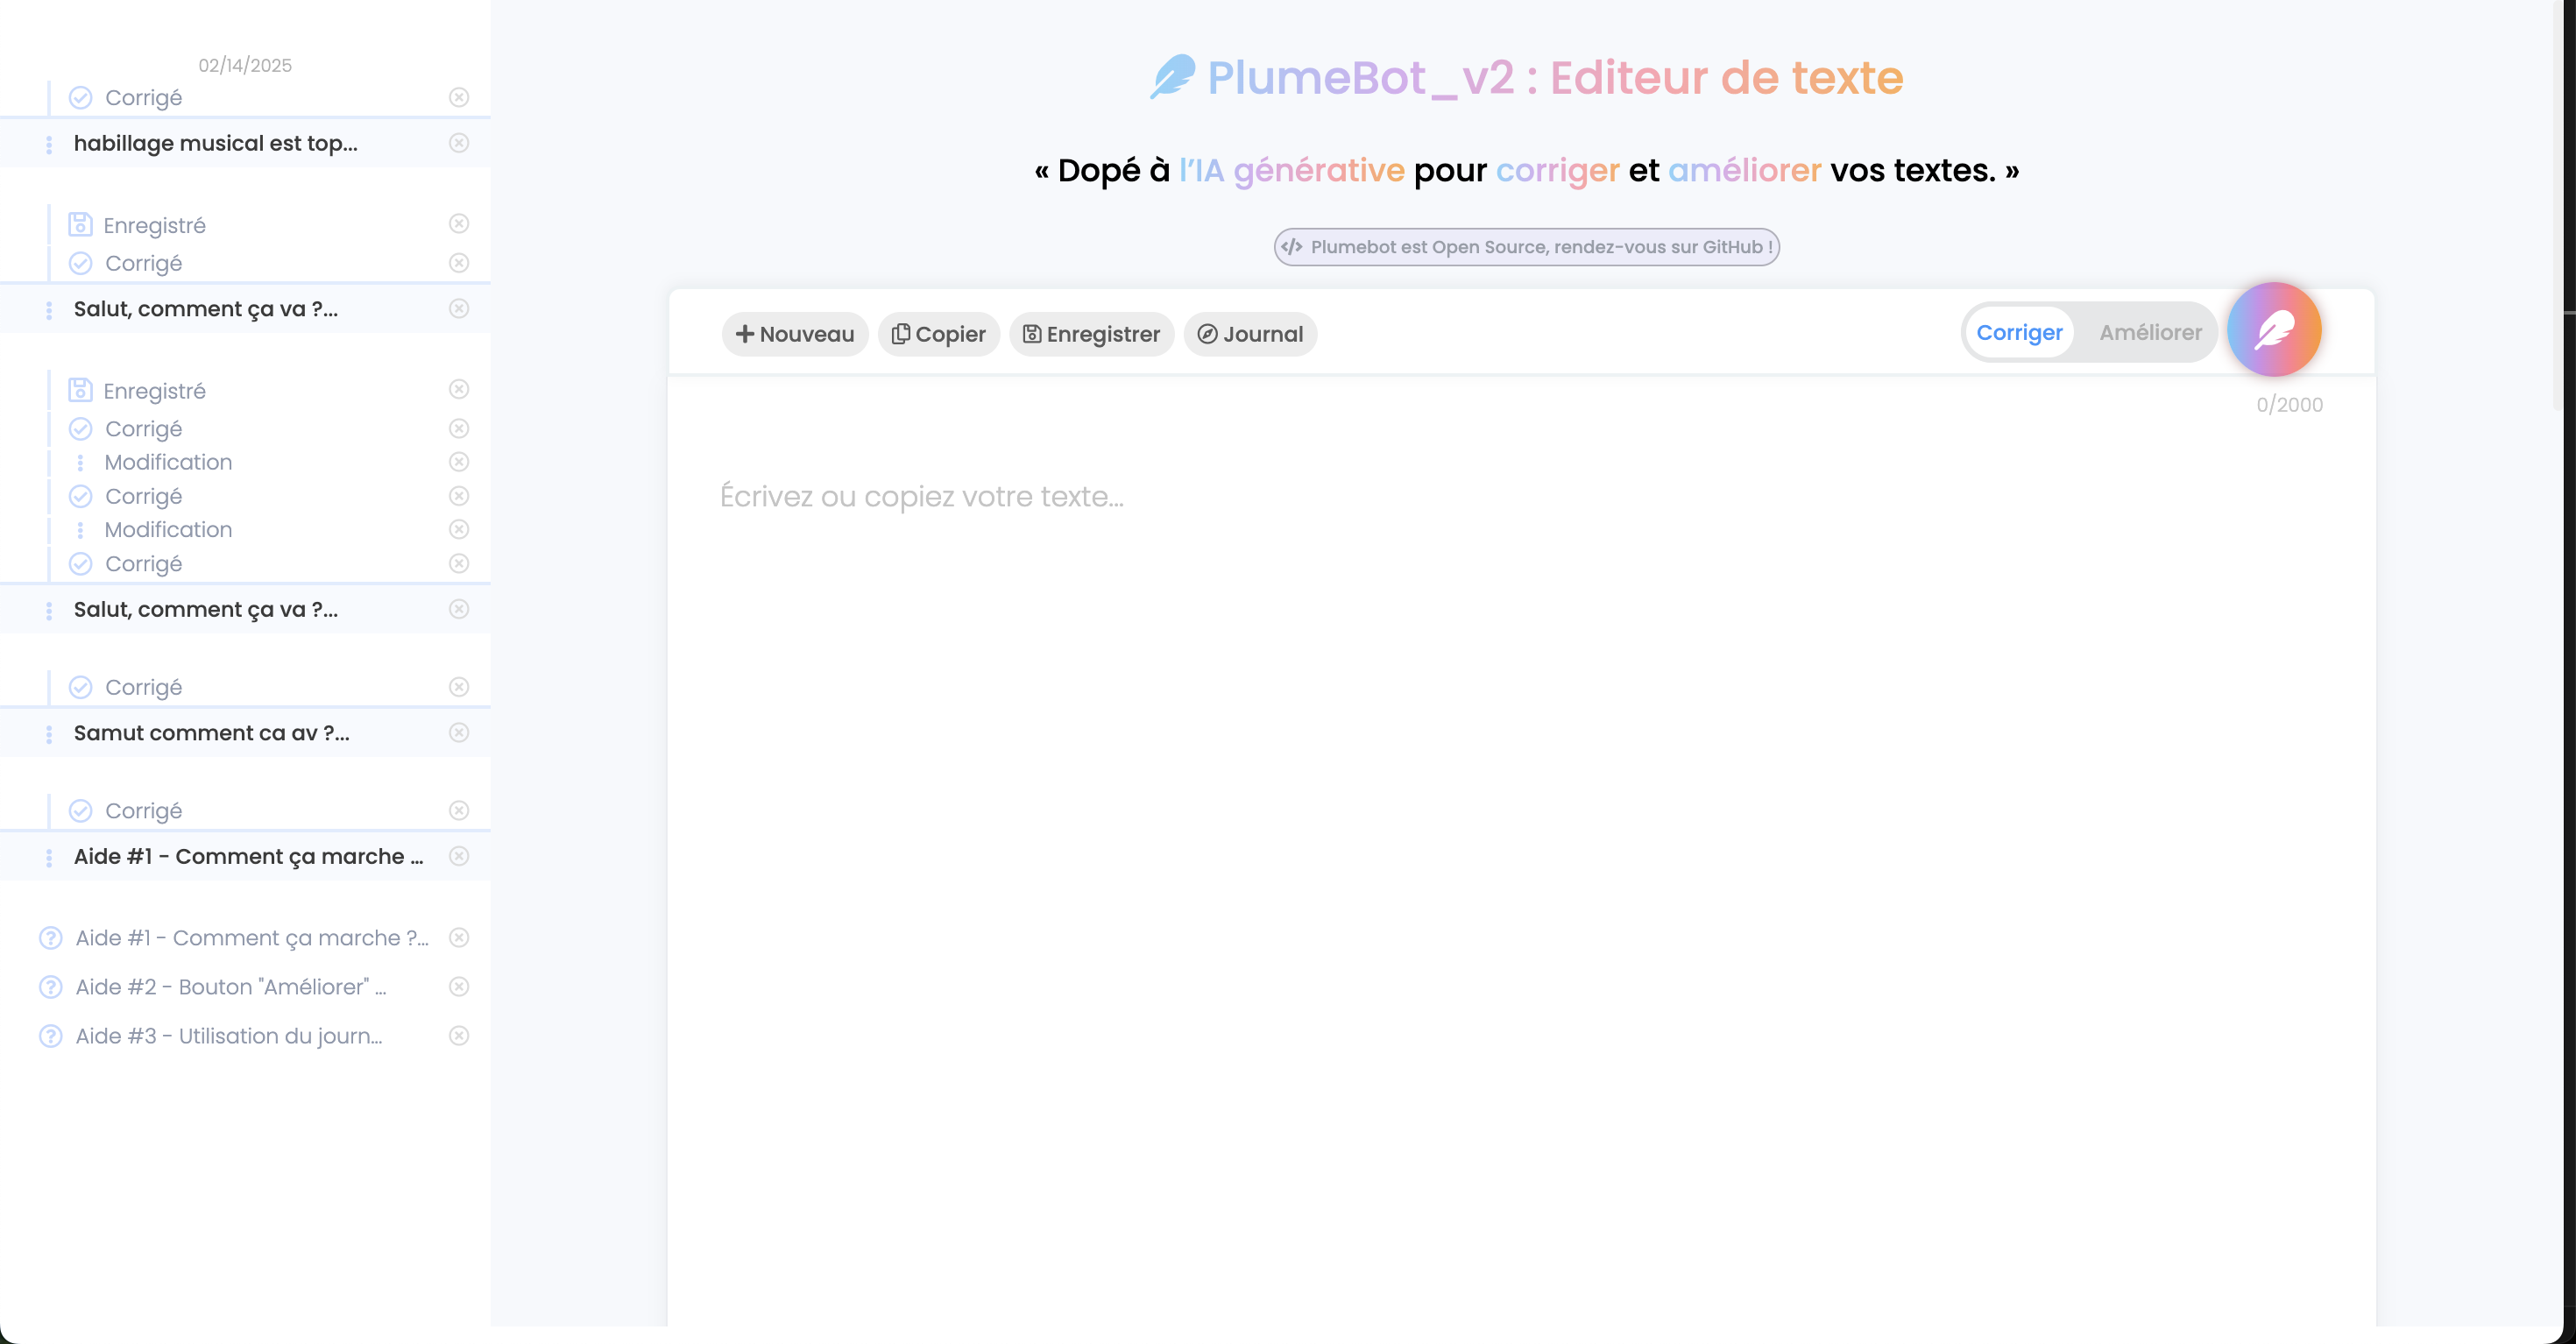 02/14/2025
Corrigé
habillage musical est top...
Enregistré
Corrigé
Salut, comment ça va ?...
Enregistré
Corrigé
Modification
Corrigé
Modification
Corrigé
Salut, comment ça va ?...
Corrigé
Samut comment ca av ?...
Corrigé
Aide #1 - Comment ça marche ...
Aide #1 - Comment ça marche ?...
Aide #2 - Bouton "Améliorer" ...
Aide #3 - Utilisation du journ...
PlumeBot_v2 : Editeur de texte
« Dopé à l'IA générative pour corriger et améliorer vos textes. »
</> Plumebot est Open Source, rendez-vous sur GitHub !
Nouveau Copier Enregistrer Journal Corriger Améliorer
0/2000
Écrivez ou copiez votre texte...